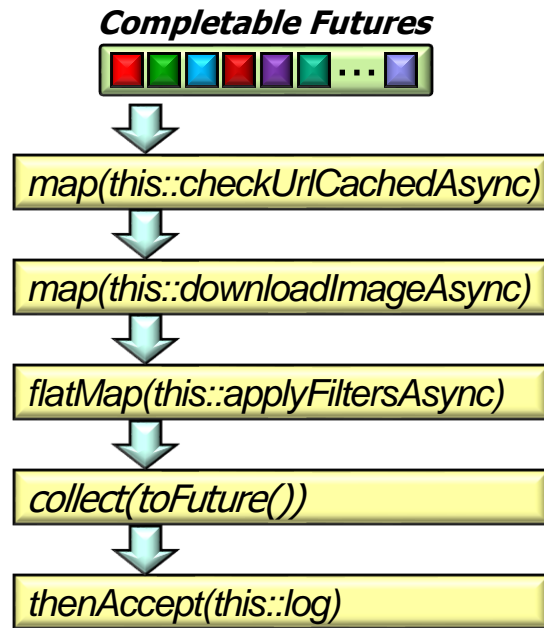 Completable Futures
...
map(this::checkUrlCachedAsync)
map(this::downloadImageAsync)
flatMap(this::applyFiltersAsync)
collect(toFuture())
thenAccept(this::log)